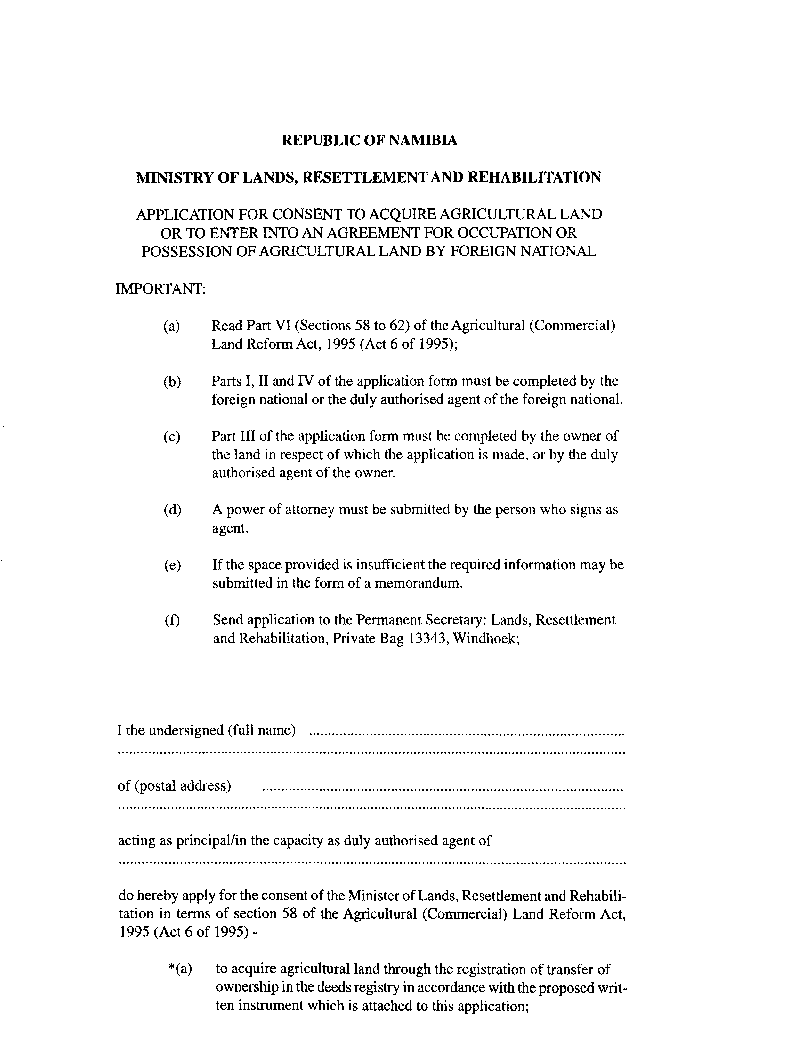 REPUBLIC OF NAMIBIA
MINISTRY OF LANDS, RESETTLEMENT AND REHABILITATION
APPLICATION FOR CONSENT TO ACQUIRE AGRICULTURAL LAND
OR TO ENTER INTO AN AGREEMENT FOR OCCUPATION OR
POSSESSION OF AGRICULTURAL LAND BY FOREIGN NATIONAL
IMPORTANT:
(a) Read Part VI (Sections 58 to 62) of the Agricultural (Commercial)
Land Reform Act, 1995 (Act 6 of 1995);
(b) Parts I, II and IV of the application form must be completed by the
foreign national or the duly authorised agent of the foreign national.
(c) Part III of the application form must be completed by the owner of
the land in respect of which the application is made, or by the duly
authorised agent of the owner.
(d) A power of attorney must be submitted by the person who signs as
agent.
(e) If the space provided is insufficient the required information may be
submitted in the form of a memorandum.
(f) Send application to the Permanent Secretary: Lands, Resettlement
and Rehabilitation, Private Bag 13343, Windhoek;
I the undersigned (full name) ....................................................................................
.......................................................................................................................................
of (postal address) ................................................................................................
.......................................................................................................................................
acting as principal/in the capacity as duly authorised agent of
.......................................................................................................................................
do hereby apply for the consent of the Minister of Lands, Resettlement and Rehabili-
tation in terms of section 58 of the Agricultural (Commercial) Land Reform Act,
1995 (Act 6 of 1995) -
*(a) to acquire agricultural land through the registration of transfer of
ownership in the deeds registry in accordance with the proposed writ-
ten instrument which is attached to this application;